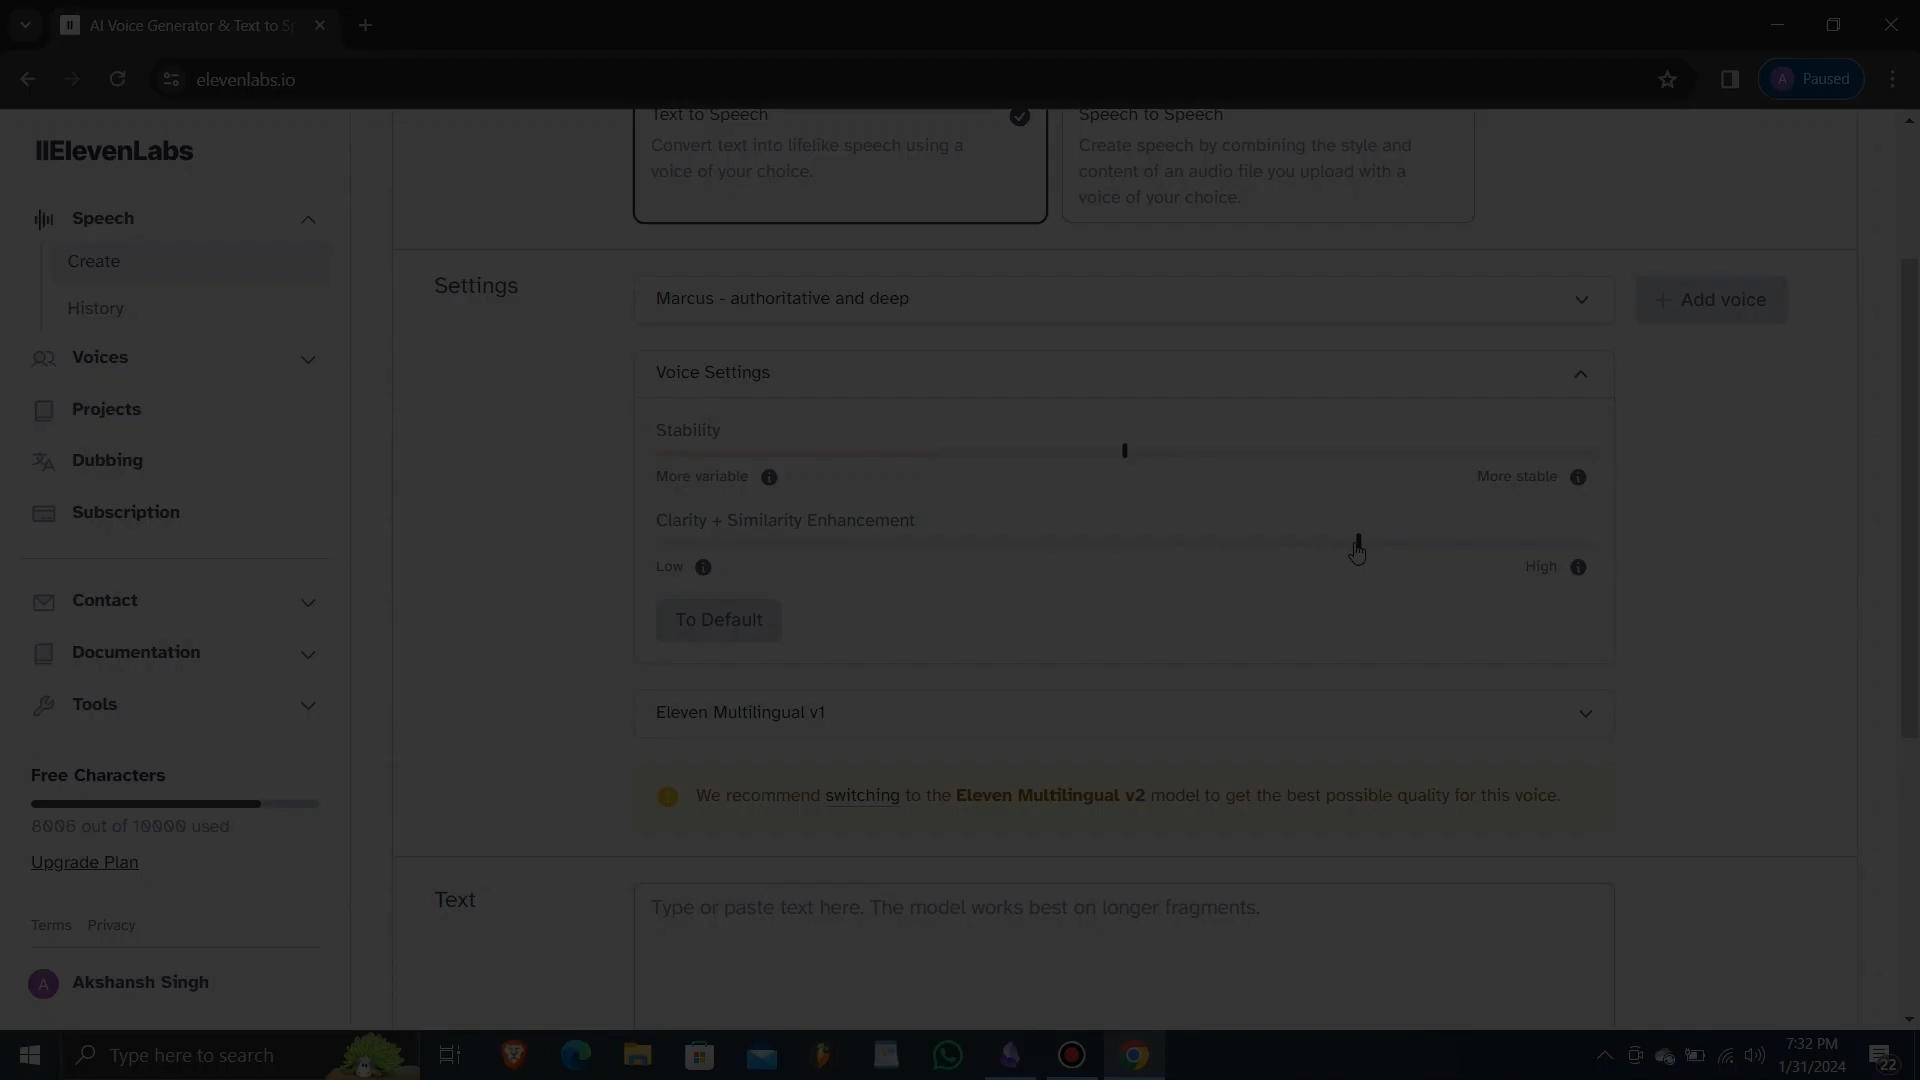 AI Voice Generator & Text to Sp
elevenlabs.io
A Paused
IIElevenLabs
Speech
Create
History
Voices
Projects
Dubbing
Subscription
Contact
Documentation
Tools
Free Characters
8006 out of 10000 used
Upgrade Plan
Terms Privacy
A Akshansh Singh
Text to Speech
Convert text into lifelike speech using a
voice of your choice.
Speech to Speech
Create speech by combining the style and
content of an audio file you upload with a
voice of your choice.
Settings
Marcus - authoritative and deep
+ Add voice
Voice Settings
Stability
More variable
More stable
Clarity + Similarity Enhancement
Low
High
To Default
Eleven Multilingual v1
We recommend switching to the Eleven Multilingual v2 model to get the best possible quality for this voice.
Text
Type or paste text here. The model works best on longer fragments.
Type here to search
7:32 PM
1/31/2024
22